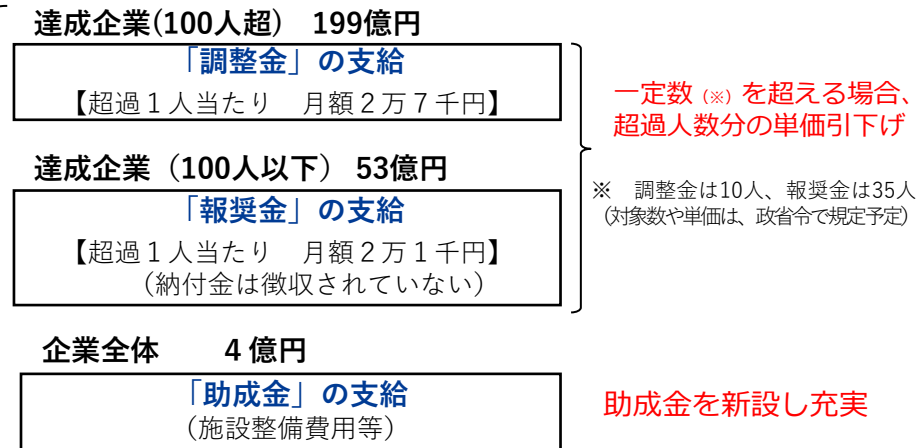 達成企業(100人超)　199億円
「調整金」の支給
【超過１人当たり　月額２万７千円】
達成企業（100人以下） 53億円
「報奨金」の支給
【超過１人当たり　月額２万１千円】
（納付金は徴収されていない）
一定数（※）を超える場合、
超過人数分の単価引下げ
※　調整金は10人、報奨金は35人
（対象数や単価は、政省令で規定予定）
企業全体　　４億円
「助成金」の支給
（施設整備費用等）
助成金を新設し充実